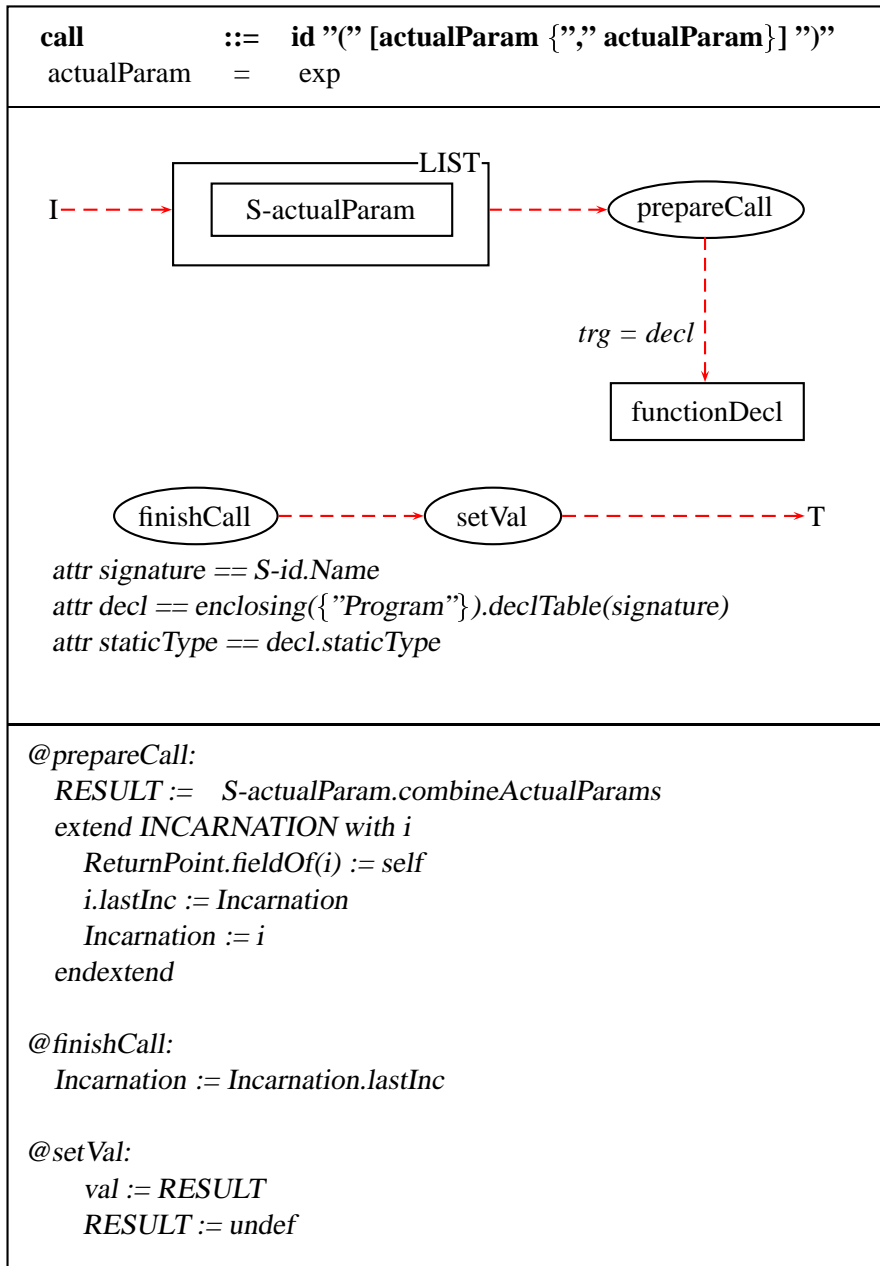 call ::= id ”(” [actualParam {”,” actualParam}] ”)”
actualParam = exp
LIST
I
S-actualParam
prepareCall
trg = decl
functionDecl
finishCall
setVal
T
attr signature == S-id.Name
attr decl == enclosing({”Program”}).declTable(signature)
attr staticType == decl.staticType
@prepareCall:
RESULT := S-actualParam.combineActualParams
extend INCARNATION with i
ReturnPoint.fieldOf(i) := self
i.lastInc := Incarnation
Incarnation := i
endextend
@finishCall:
Incarnation := Incarnation.lastInc
@setVal:
val := RESULT
RESULT := undef